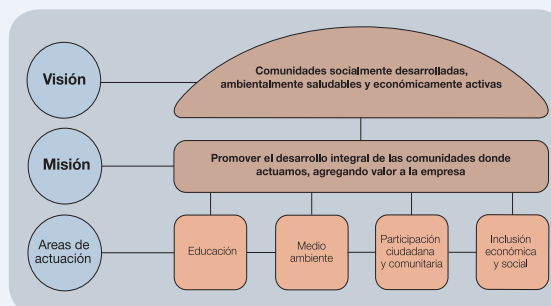 Visión
Comunidades socialmente desarrolladas,
ambientalmente saludables y económicamente activas
Misión
Promover el desarrollo integral de las comunidades donde
actuamos, agregando valor a la empresa
Areas de
actuación
Educación
Medio
ambiente
Participación
ciudadana
y comunitaria
Inclusión
económica
y social